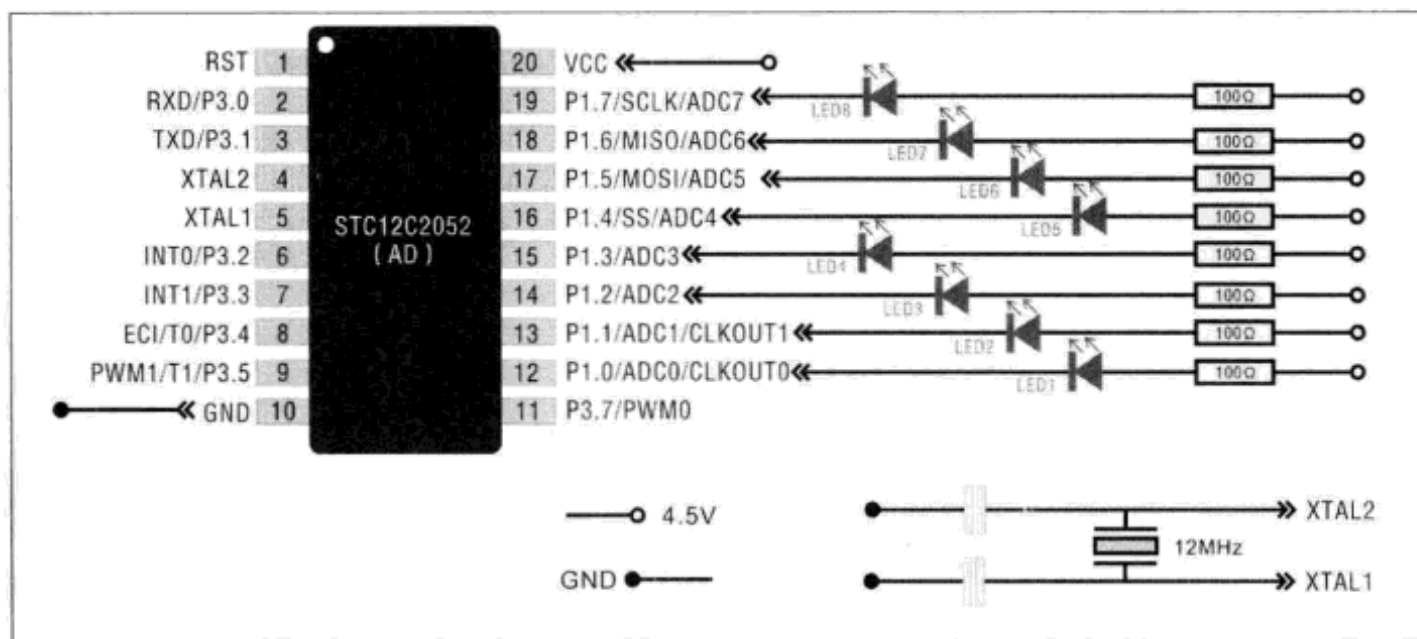 RST 1
RXD/P3.0 2
TXD/P3.1 3
XTAL2 4
XTAL1 5
INT0/P3.2 6
INT1/P3.3 7
ECI/T0/P3.4 8
PWM1/T1/P3.5 9
GND 10
STC12C2052
(AD)
20 VCC
19 P1.7/SCLK/ADC7 LED8 100Ω
18 P1.6/MISO/ADC6 LED7 100Ω
17 P1.5/MOSI/ADC5 LED6 100Ω
16 P1.4/SS/ADC4 LED5 100Ω
15 P1.3/ADC3 LED4 100Ω
14 P1.2/ADC2 LED3 100Ω
13 P1.1/ADC1/CLKOUT1 LED2 100Ω
12 P1.0/ADC0/CLKOUT0 LED1 100Ω
11 P3.7/PWM0
4.5V
GND
XTAL2
12MHz
XTAL1